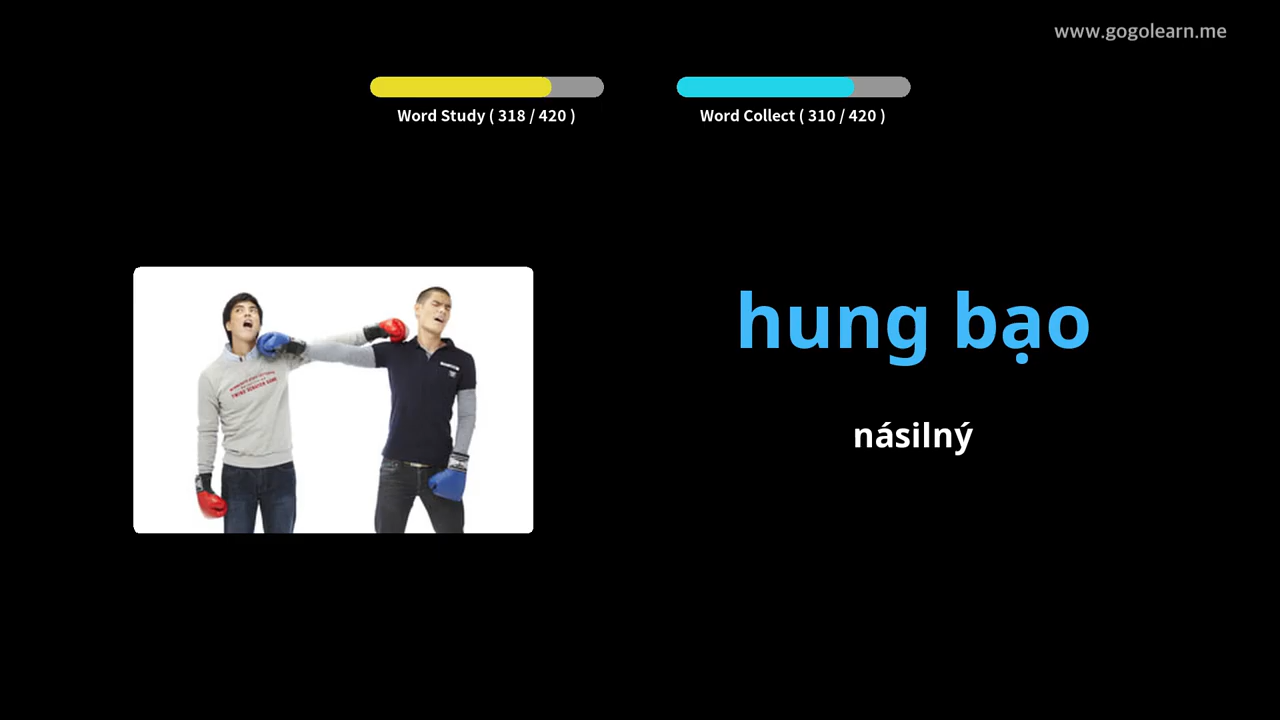 www.gogolearn.me
Word Study ( 318 / 420 )
Word Collect ( 310 / 420 )
hung bạo
násilný